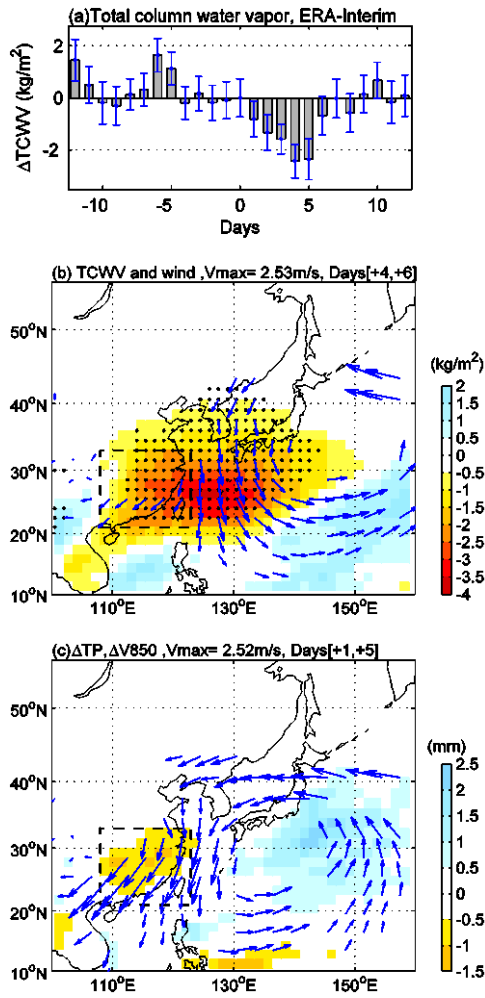 (a)Total column water vapor, ERA-Interim
ΔTCWV (kg/m²)
2
0
-2
-10 -5 0 5 10
Days
(b) TCWV and wind ,Vmax= 2.53m/s, Days[+4,+6]
50°N
40°N
30°N
20°N
10°N
110°E 130°E 150°E
(kg/m²)
2
1.5
1
0.5
-0.5
-1
-1.5
-2
-2.5
-3
-3.5
-4
(c)ΔTP,ΔV850 ,Vmax= 2.52m/s, Days[+1,+5]
50°N
40°N
30°N
20°N
10°N
110°E 130°E 150°E
(mm)
2.5
2
1.5
1
0.5
0
-0.5
-1
-1.5